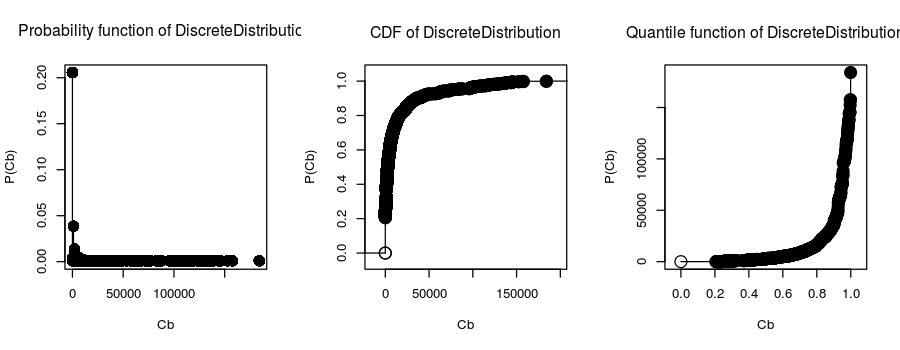 Probability function of DiscreteDistributic
0.20
0.15
0.10
0.05
0.00
P(Cb)
0
50000
100000
Cb
CDF of DiscreteDistribution
1.0
0.8
0.6
0.4
0.2
0.0
P(Cb)
0
50000
150000
Cb
Quantile function of DiscreteDistribution
100000
50000
0
P(Cb)
0.0
0.2
0.4
0.6
0.8
1.0
Cb